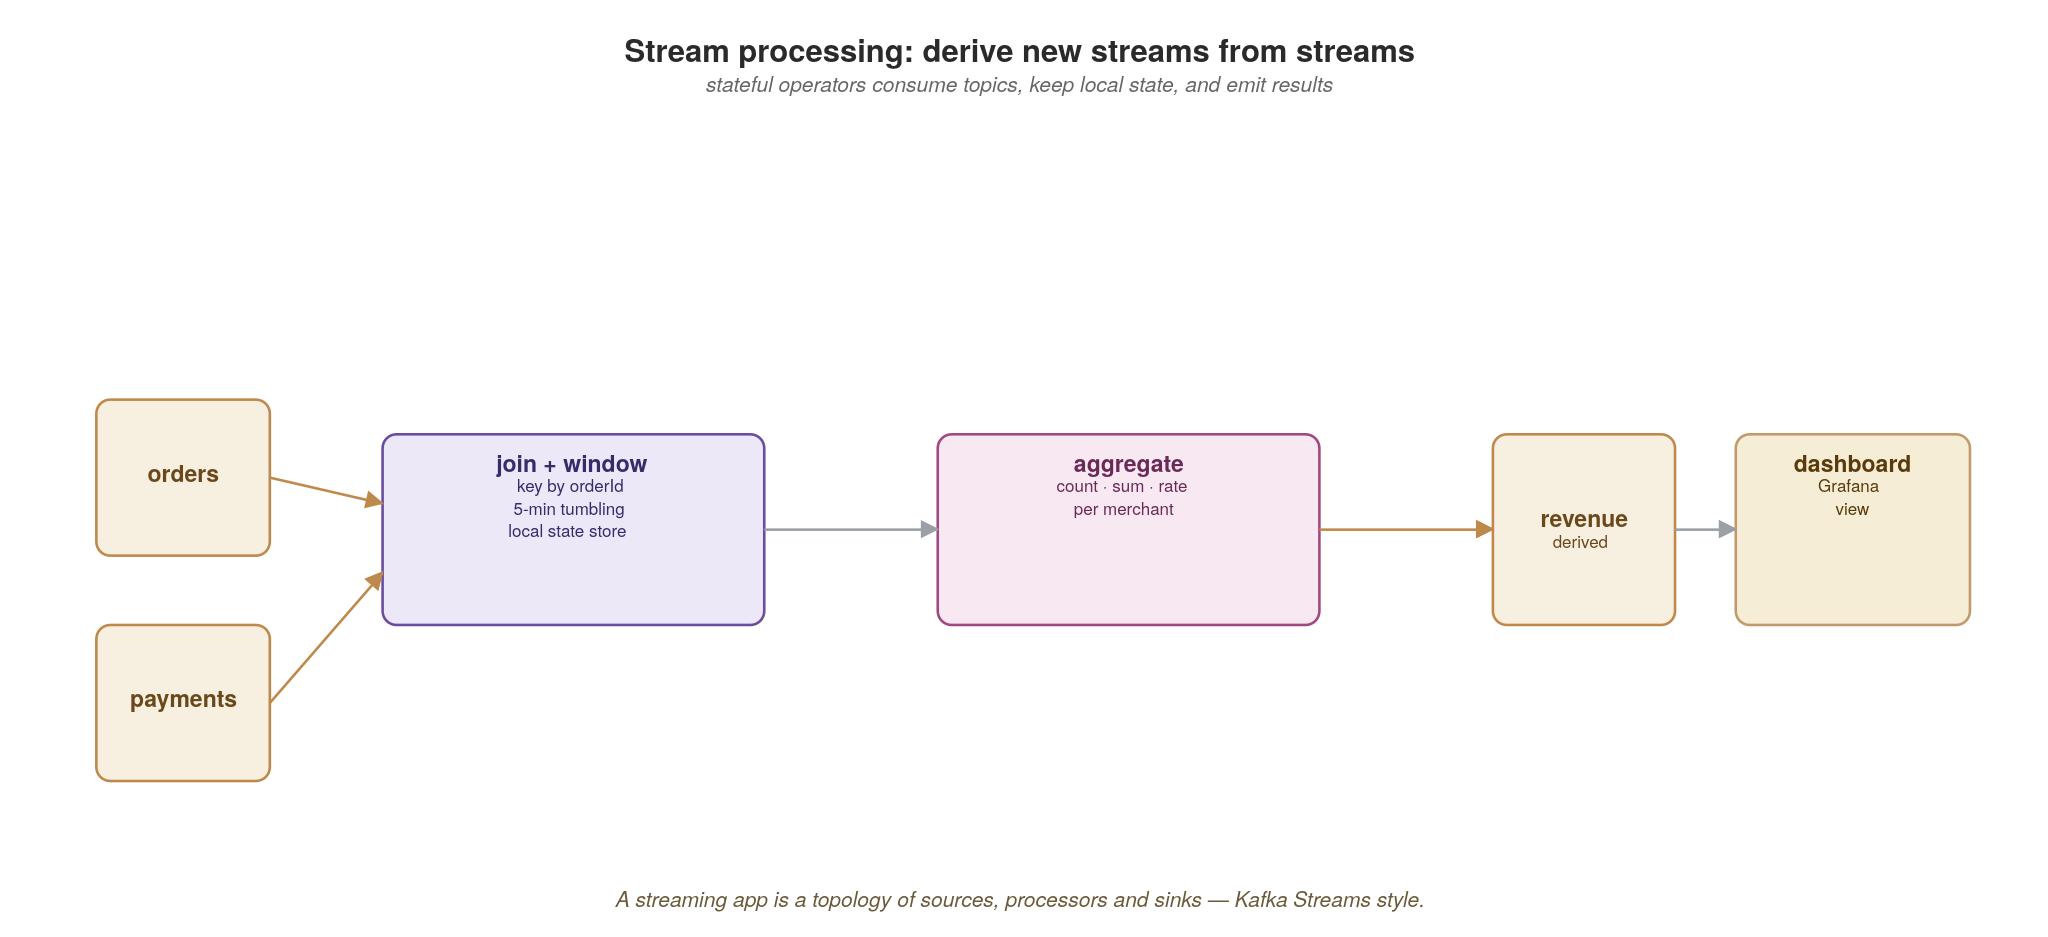 Stream processing: derive new streams from streams
stateful operators consume topics, keep local state, and emit results
orders
payments
join + window
key by orderId
5-min tumbling
local state store
aggregate
count · sum · rate
per merchant
revenue
derived
dashboard
Grafana
view
A streaming app is a topology of sources, processors and sinks — Kafka Streams style.